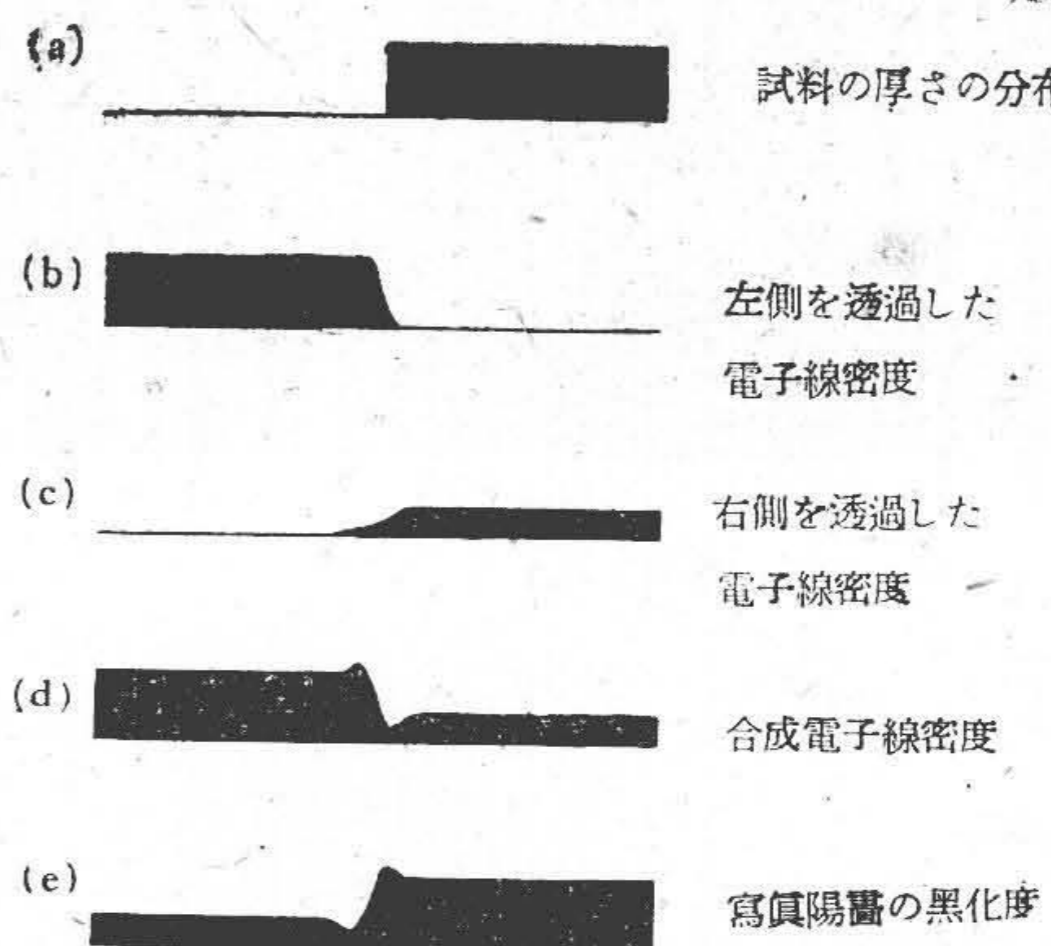 (a)
試料の厚さの分布
(b)
左側を透過した
電子線密度
(c)
右側を透過した
電子線密度
(d)
合成電子線密度
(e)
寫眞陽畫の黒化度